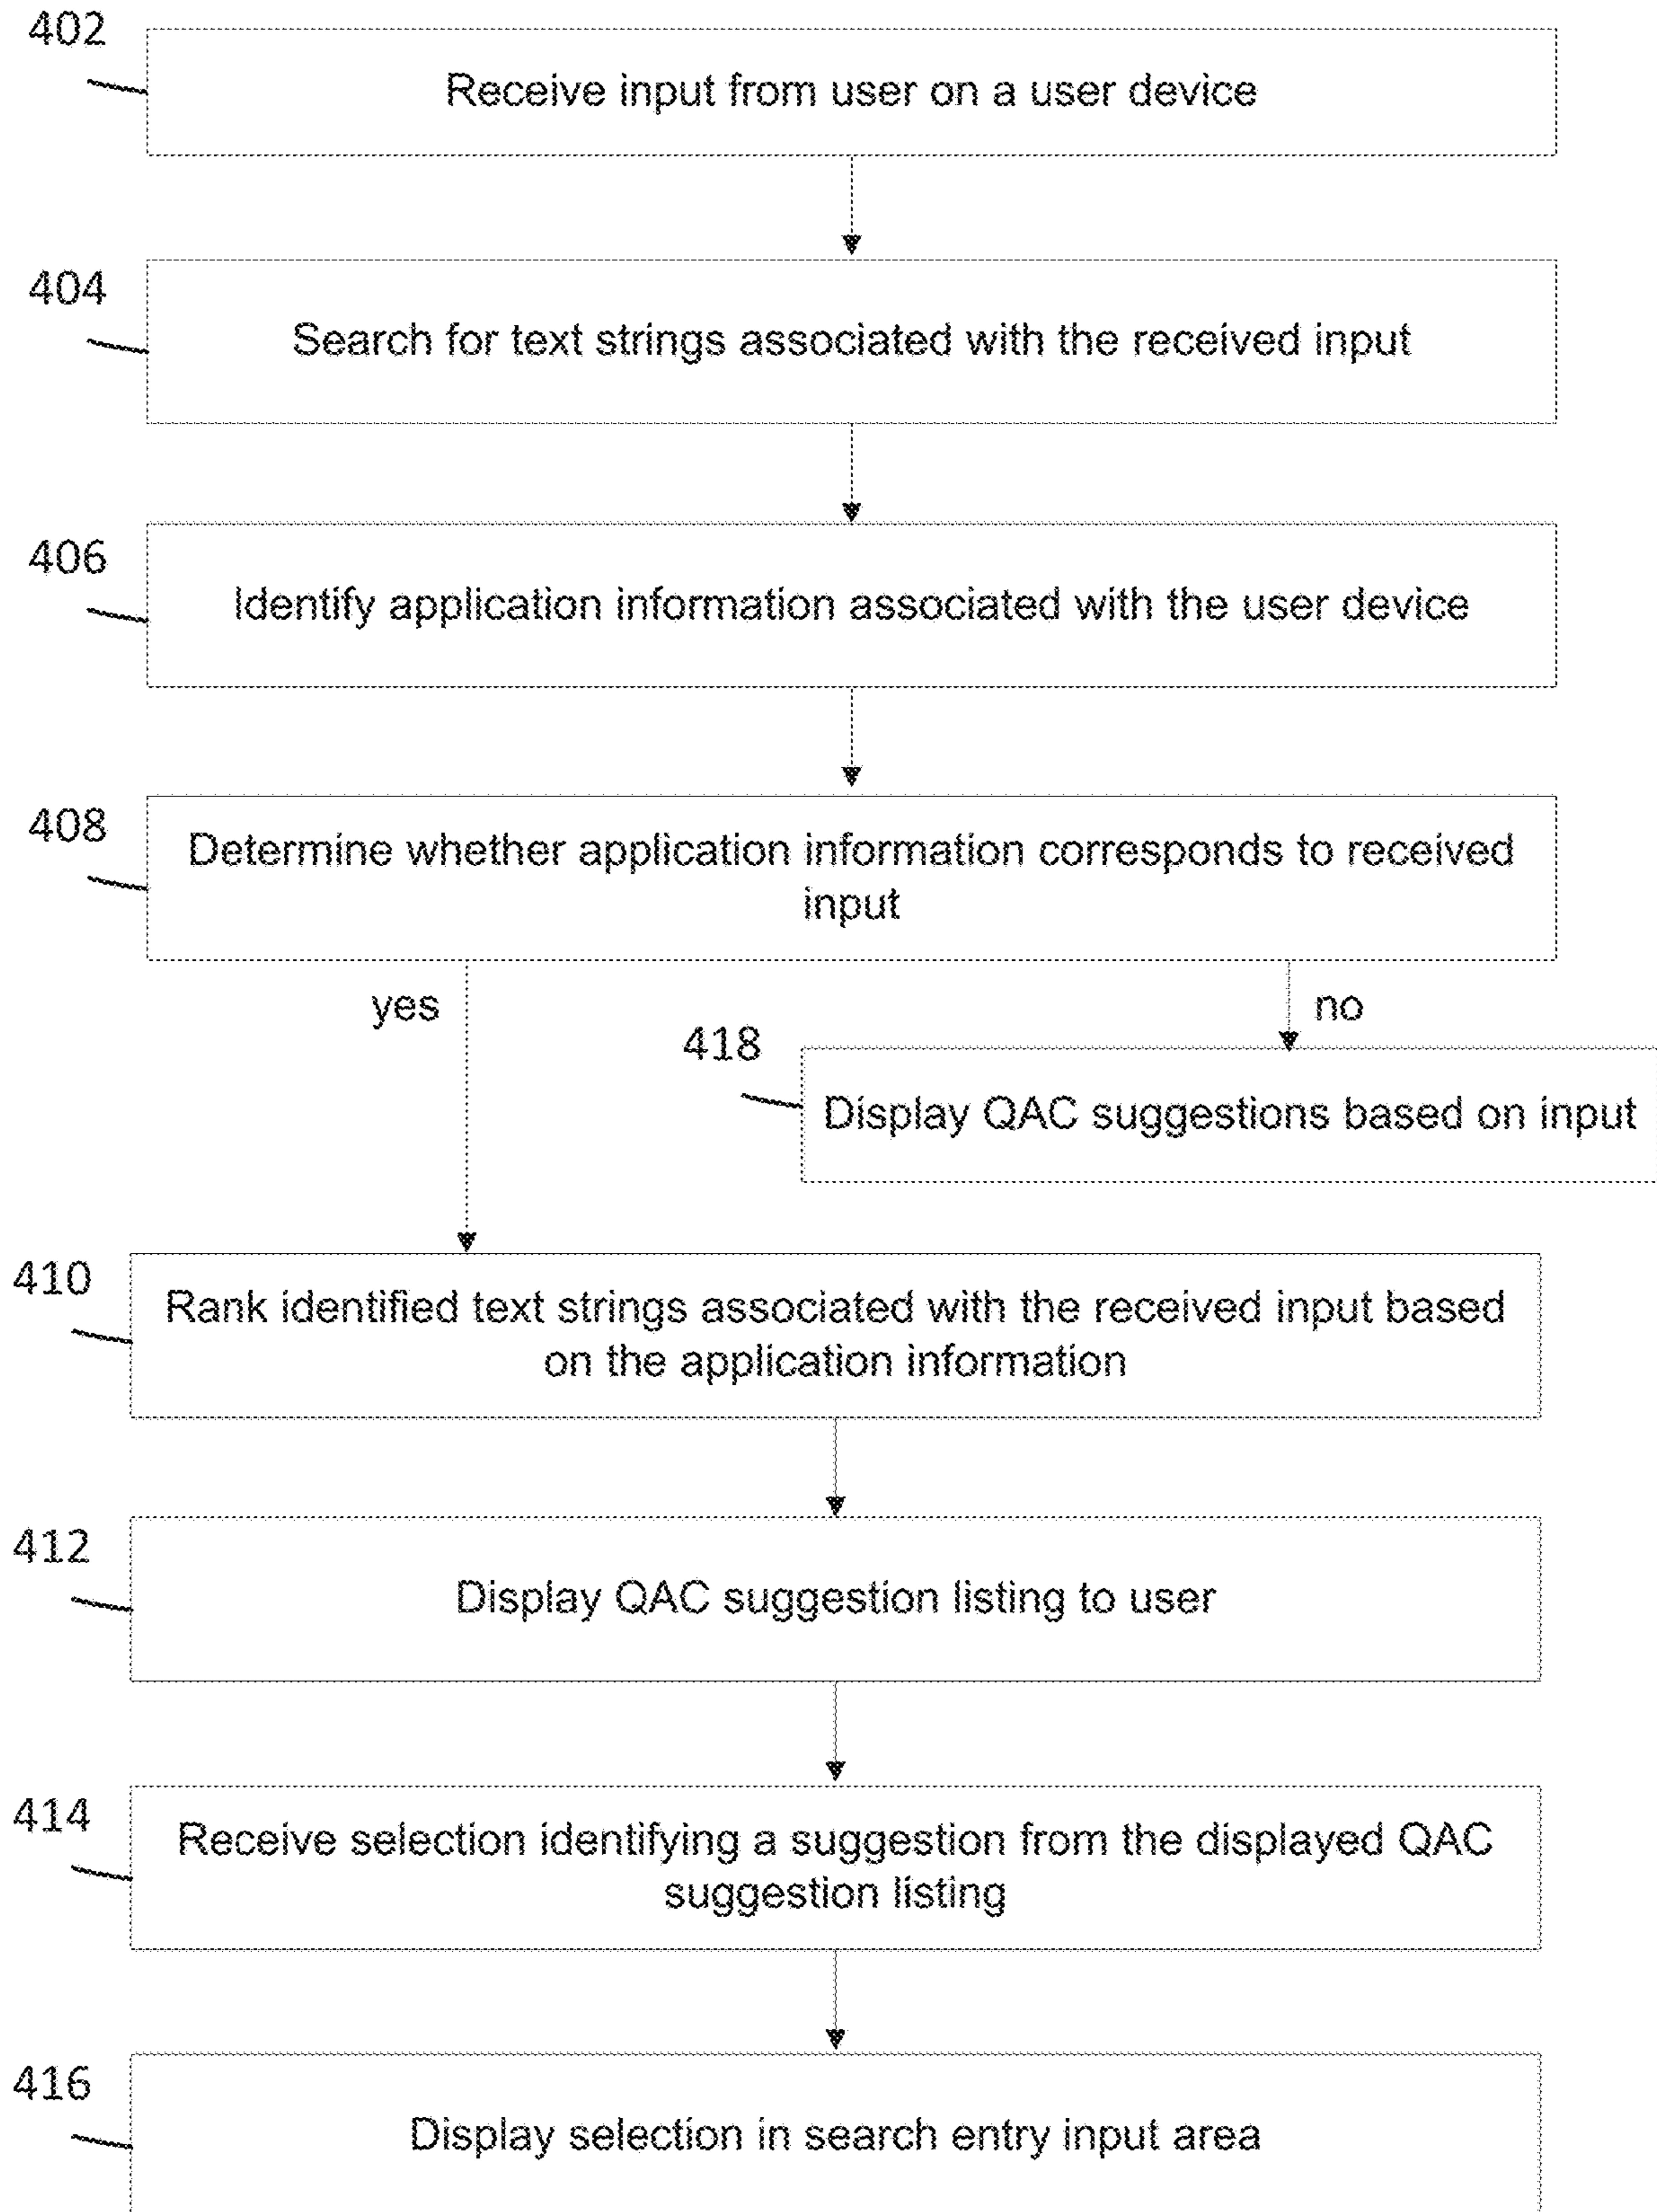 402
Receive input from user on a user device
404
Search for text strings associated with the received input
406
Identify application information associated with the user device
408
Determine whether application information corresponds to received
input
yes
no
418
Display QAC suggestions based on input
410
Rank identified text strings associated with the received input based
on the application information
412
Display QAC suggestion listing to user
414
Receive selection identifying a suggestion from the displayed QAC
suggestion listing
416
Display selection in search entry input area